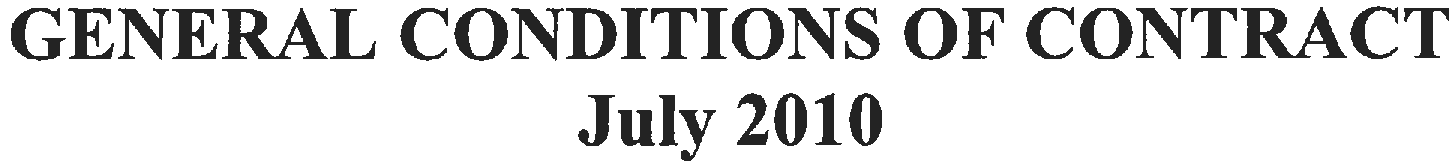 GENERAL CONDITIONS OF CONTRACT
July 2010